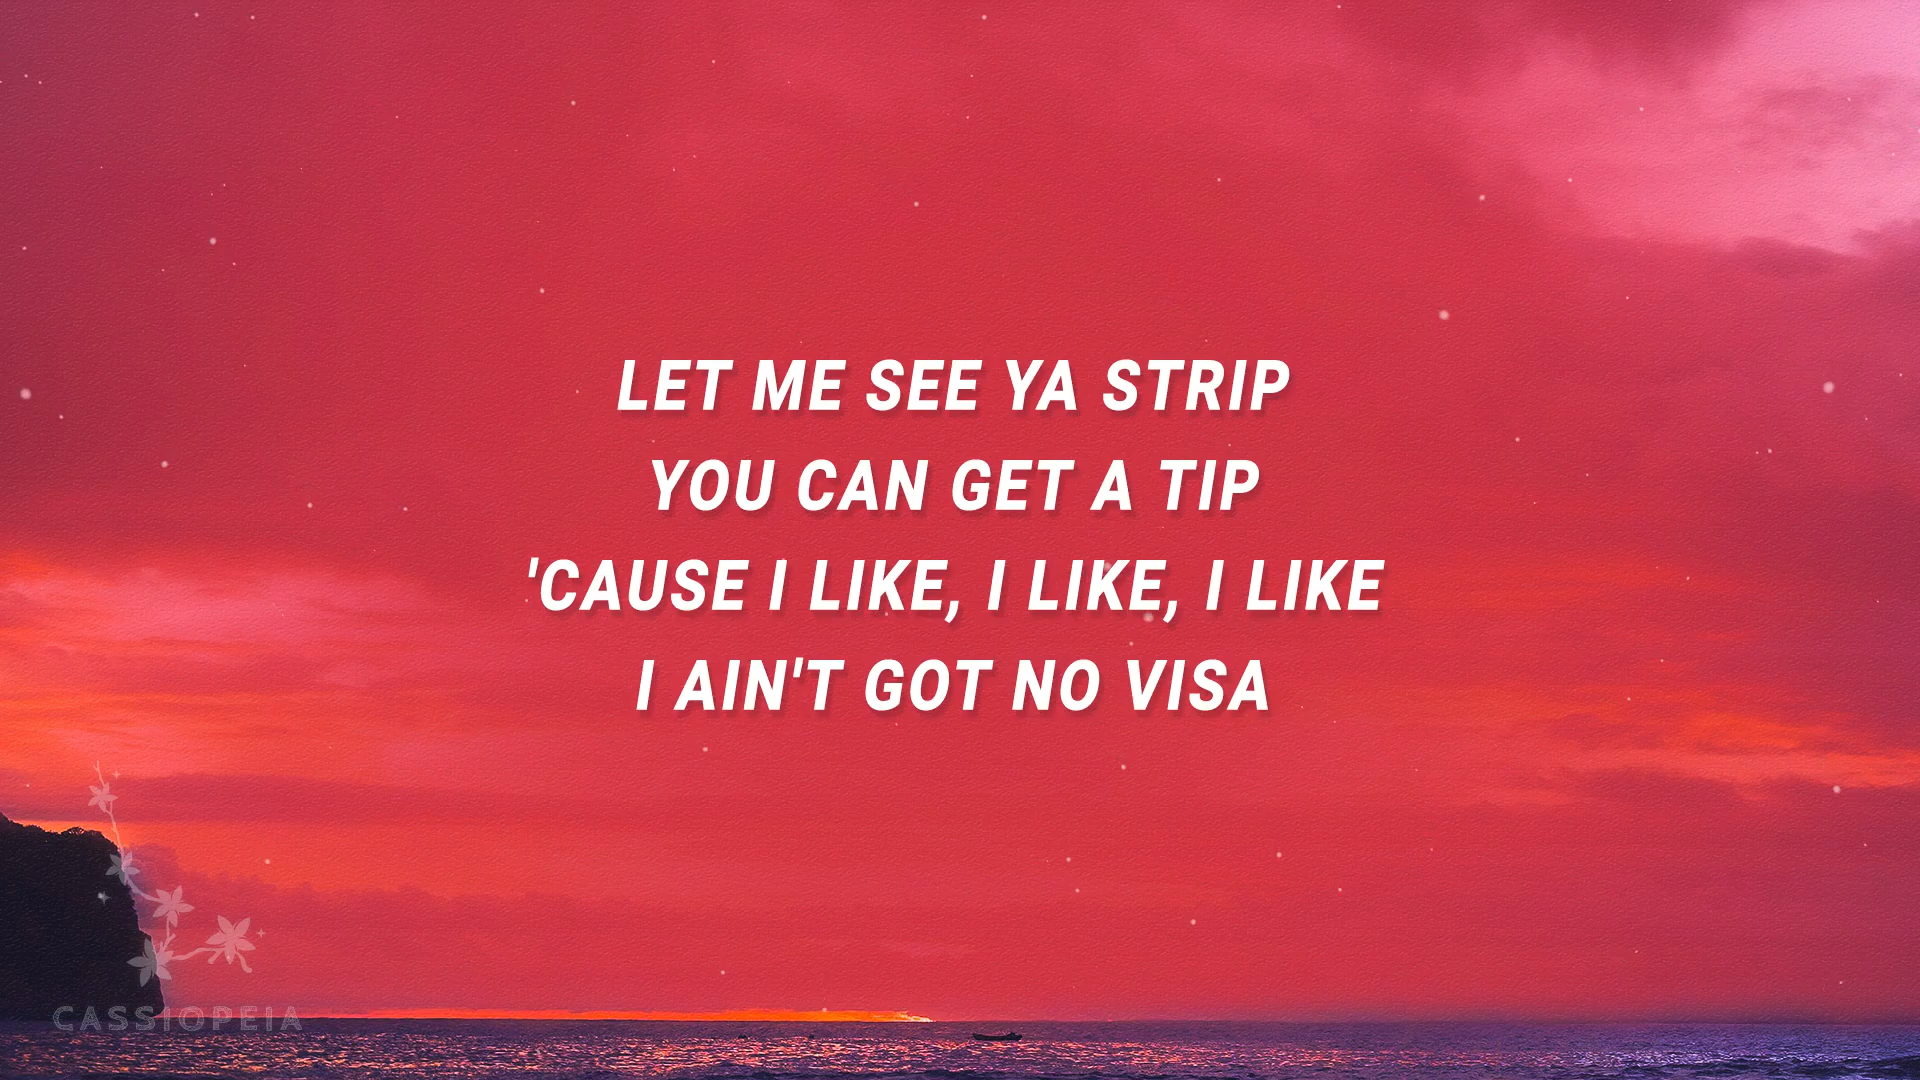 LET ME SEE YA STRIP
YOU CAN GET A TIP
'CAUSE I LIKE, I LIKE, I LIKE
I AIN'T GOT NO VISA
CASSIOPEIA